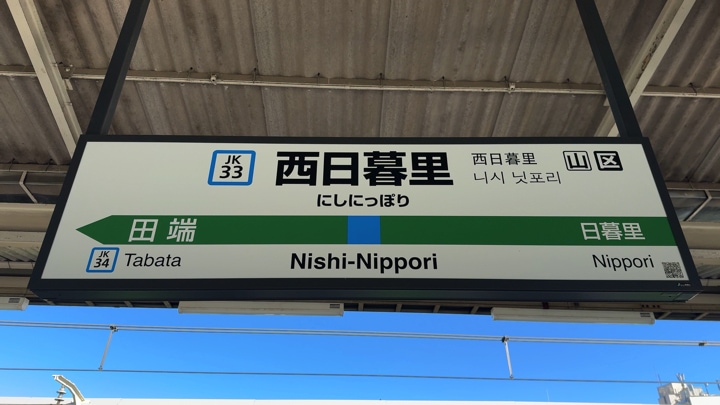 JK
33
西日暮里
西日暮里
山 区
니시 닛포리
にしにっぽり
田端
日暮里
JK
34
Tabata
Nishi-Nippori
Nippori